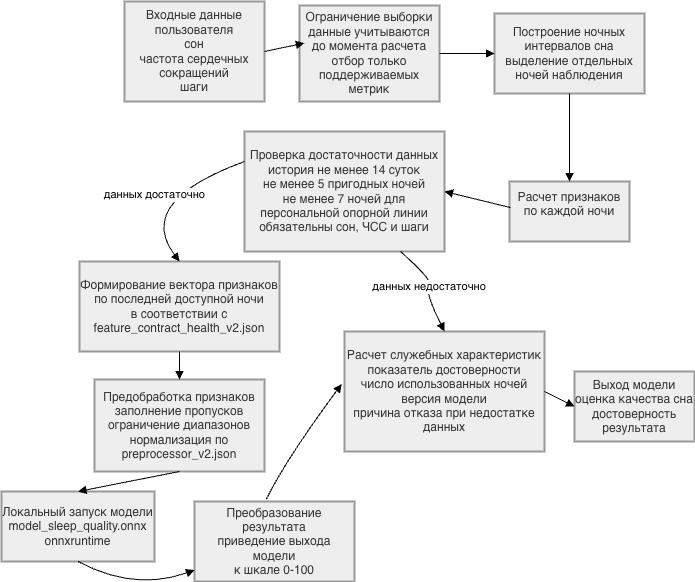 Входные данные
пользователя
сон
частота сердечных
сокращений
шаги
Ограничение выборки
данные учитываются
до момента расчета
отбор только
поддерживаемых
метрик
Построение ночных
интервалов сна
выделение отдельных
ночей наблюдения
Расчет признаков
по каждой ночи
Проверка достаточности данных
история не менее 14 суток
не менее 5 пригодных ночей
не менее 7 ночей для
персональной опорной линии
обязательны сон, ЧСС и шаги
данных достаточно
данных недостаточно
Формирование вектора признаков
по последней доступной ночи
в соответствии с
feature_contract_health_v2.json
Предобработка признаков
заполнение пропусков
ограничение диапазонов
нормализация по
preprocessor_v2.json
Локальный запуск модели
model_sleep_quality.onnx
onnxruntime
Преобразование
результата
приведение выхода
модели
к шкале 0-100
Расчет служебных характеристик
показатель достоверности
число использованных ночей
версия модели
причина отказа при недостатке
данных
Выход модели
оценка качества сна
достоверность
результата